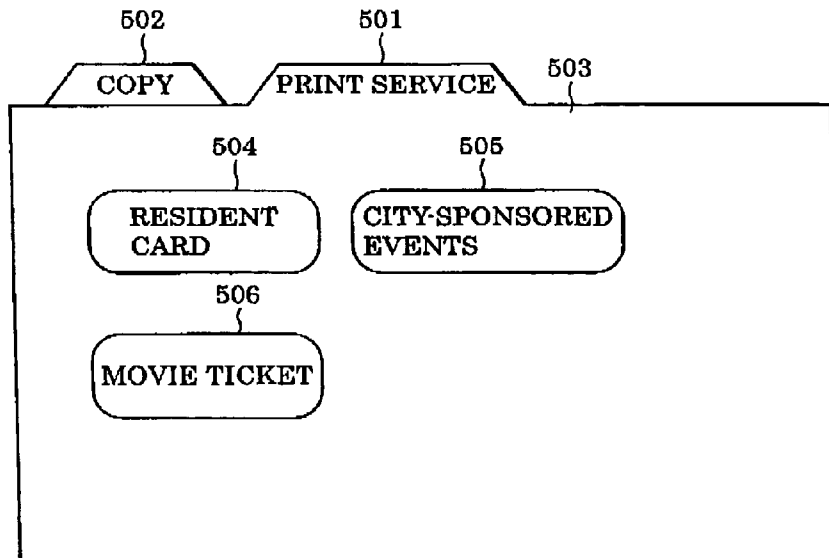 502
501
503
COPY
PRINT SERVICE
504
505
RESIDENT
CARD
CITY-SPONSORED
EVENTS
506
MOVIE TICKET